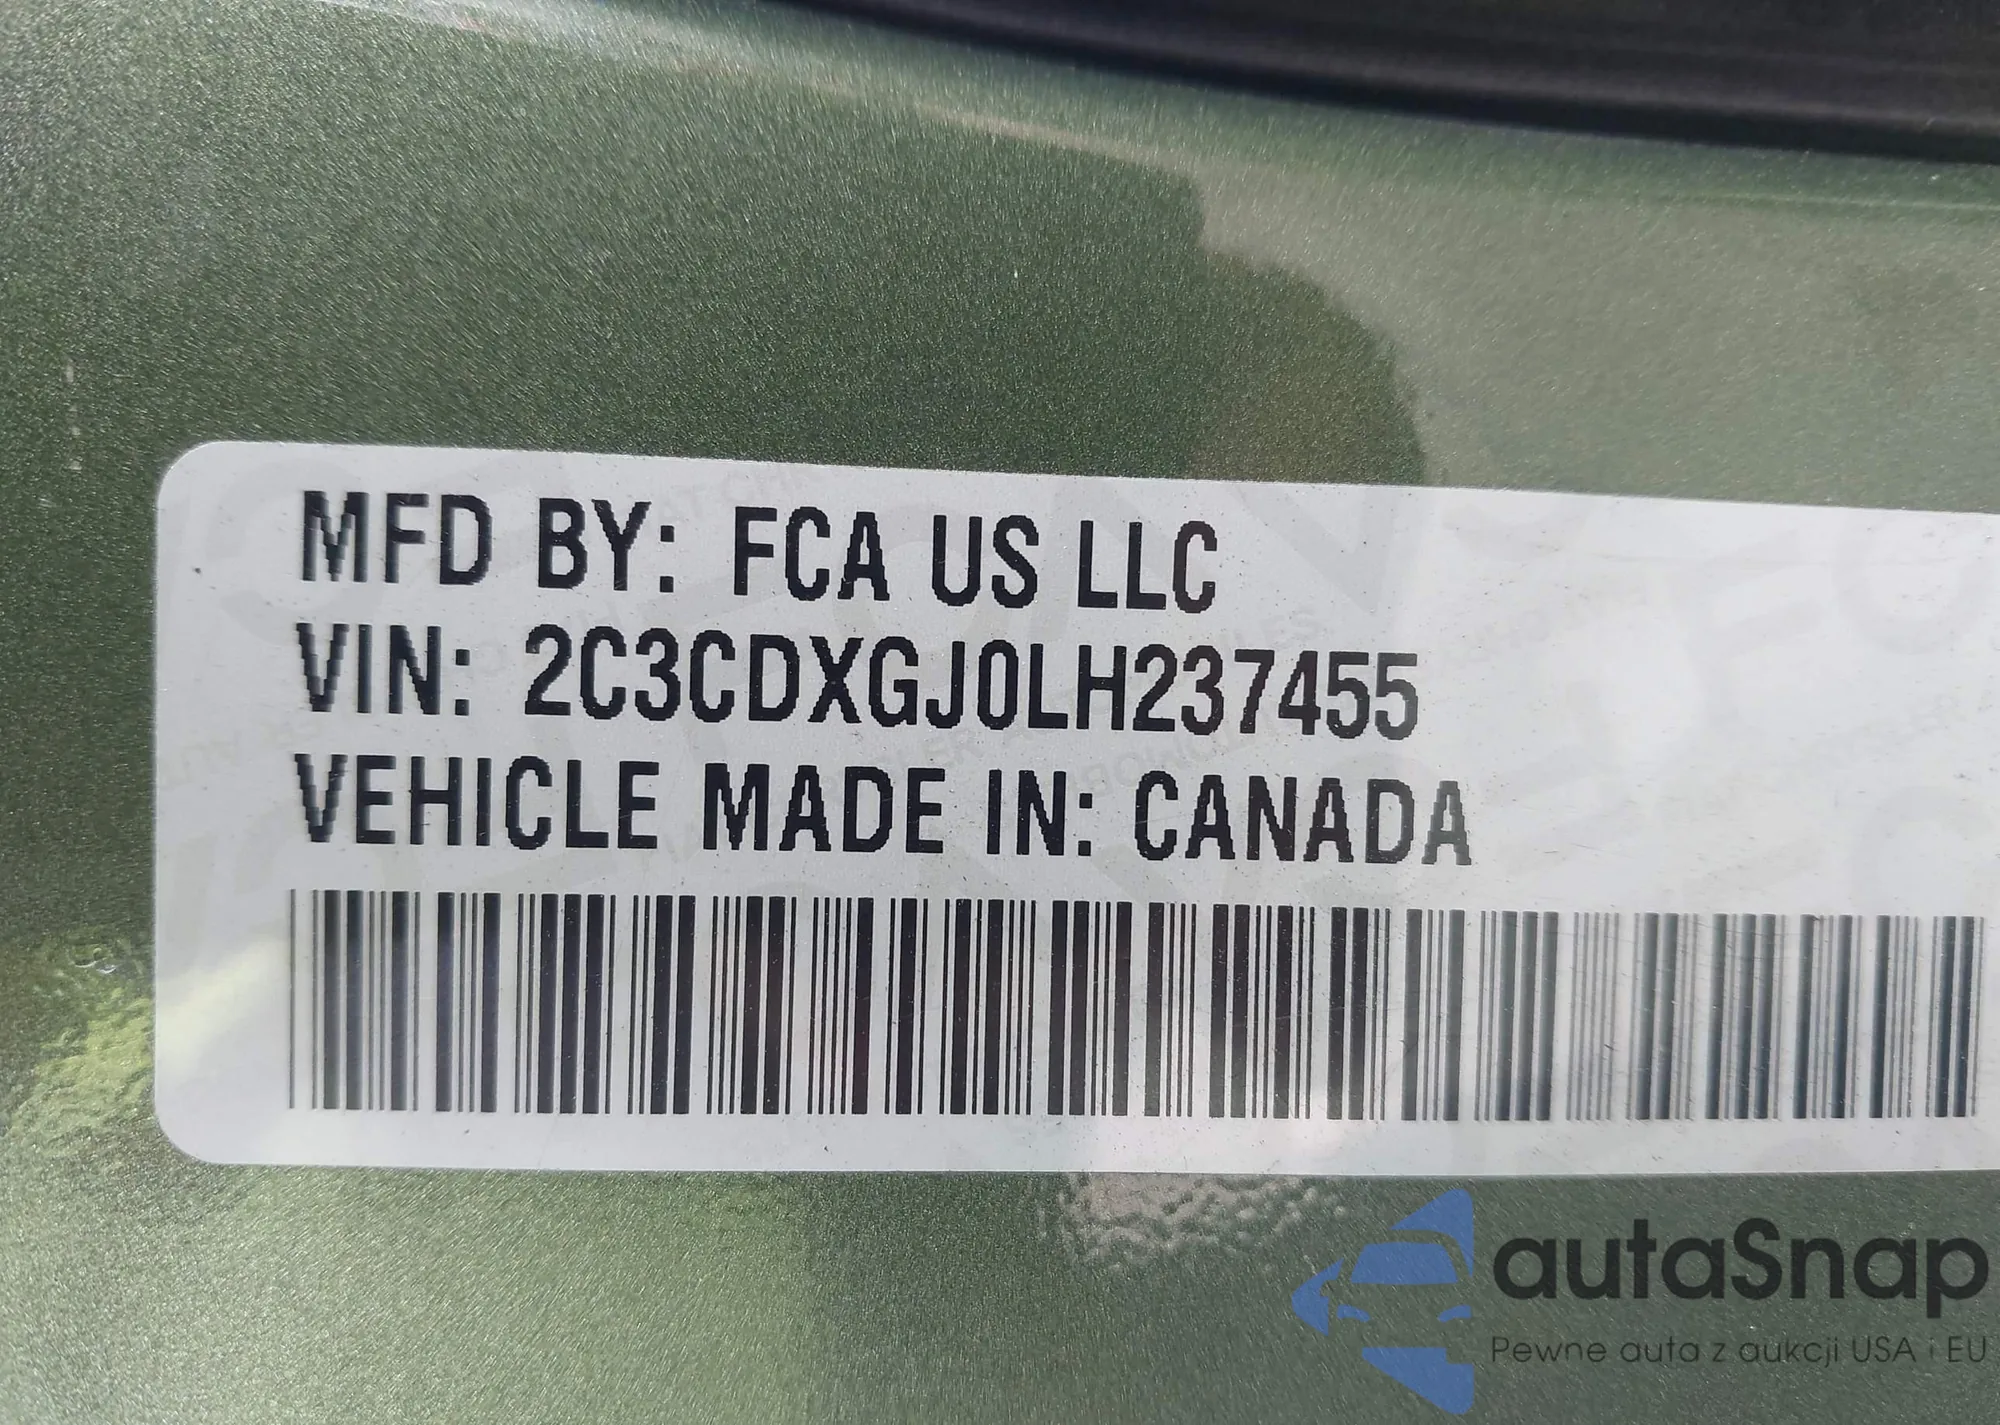 MFD BY: FCA US LLC
VIN: 2C3CDXGJ0LH237455
VEHICLE MADE IN: CANADA
autaSnap
Pewne auta z aukcji USA i EU